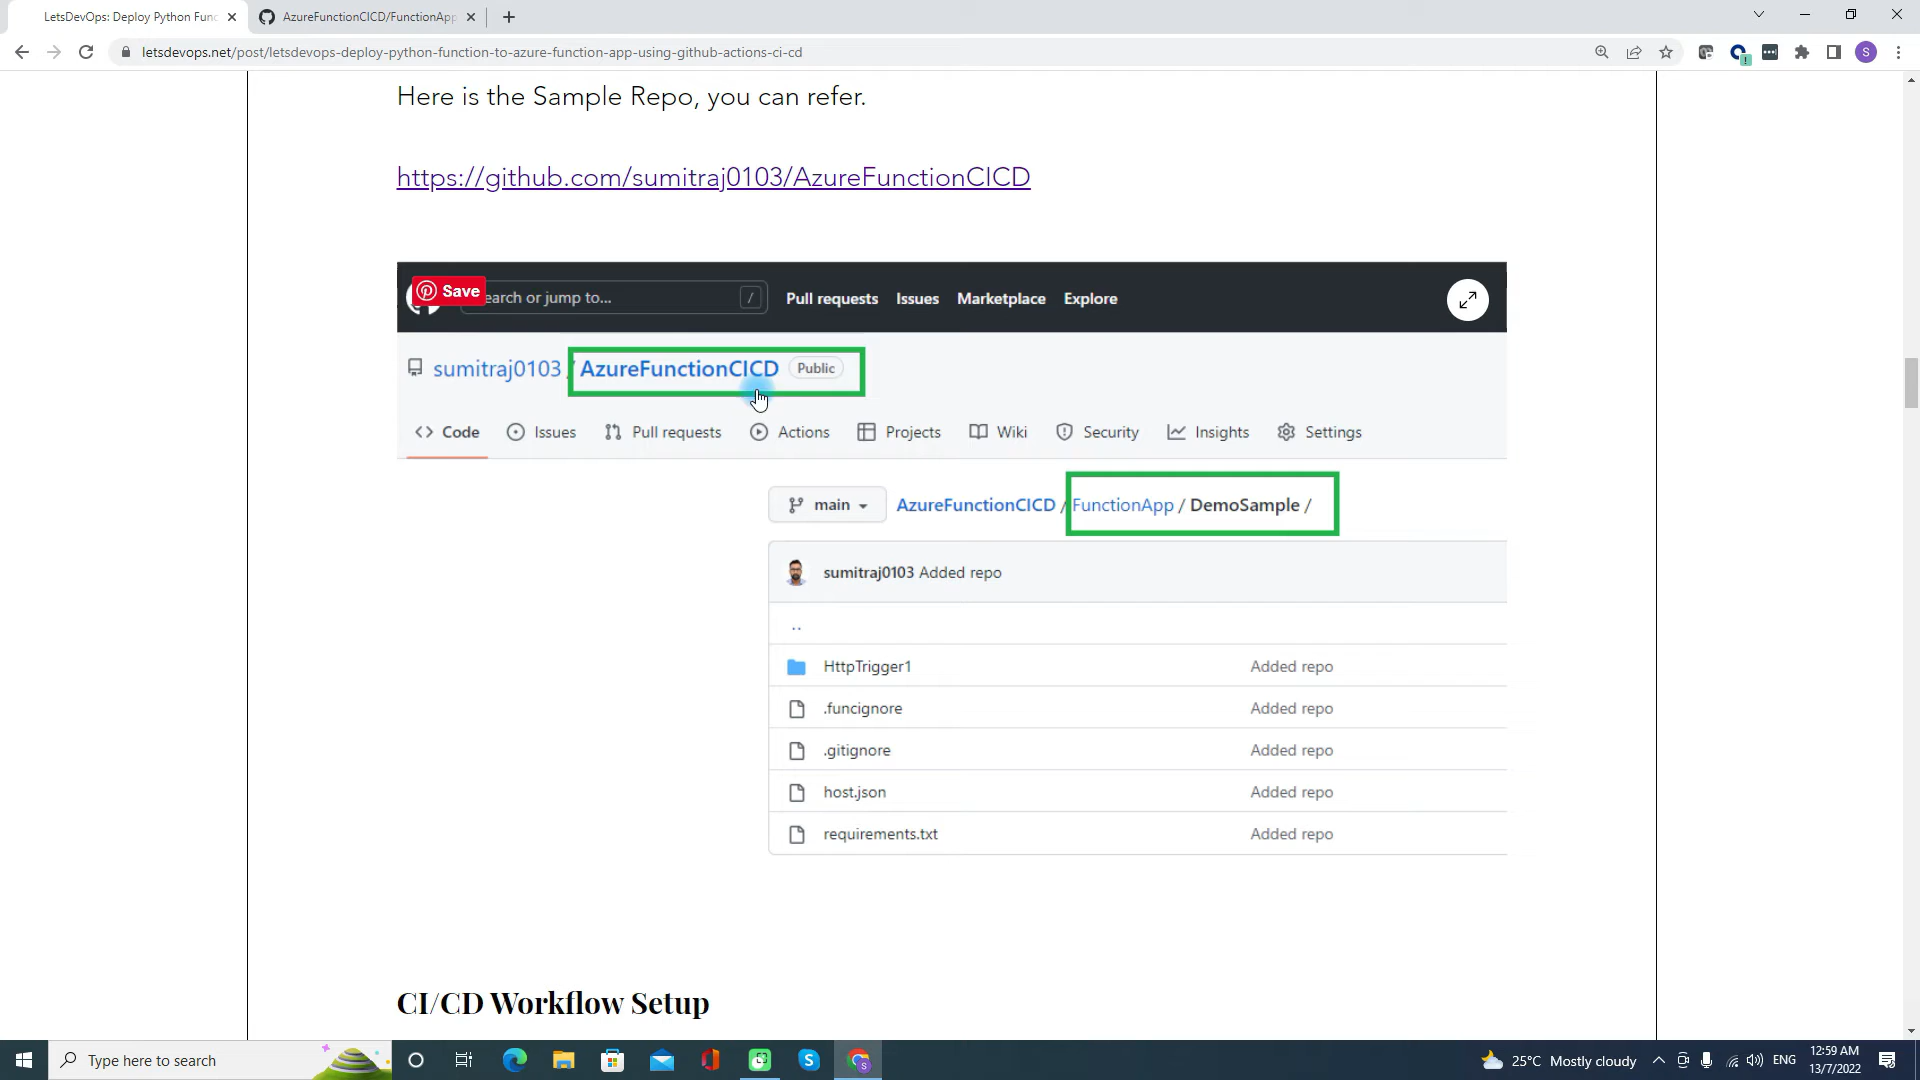 LetsDevOps: Deploy Python Func
AzureFunctionCICD/FunctionApp
letsdevops.net/post/letsdevops-deploy-python-function-to-azure-function-app-using-github-actions-ci-cd
S
Here is the Sample Repo, you can refer.
https://github.com/sumitraj0103/AzureFunctionCICD
Save
earch or jump to...
/
Pull requests
Issues
Marketplace
Explore
sumitraj0103 / AzureFunctionCICD Public
<> Code
Issues
Pull requests
Actions
Projects
Wiki
Security
Insights
Settings
main
AzureFunctionCICD / FunctionApp / DemoSample /
sumitraj0103 Added repo
..
HttpTrigger1 Added repo
.funcignore Added repo
.gitignore Added repo
host.json Added repo
requirements.txt Added repo
CI/CD Workflow Setup
Type here to search
25°C Mostly cloudy
ENG
12:59 AM
13/7/2022